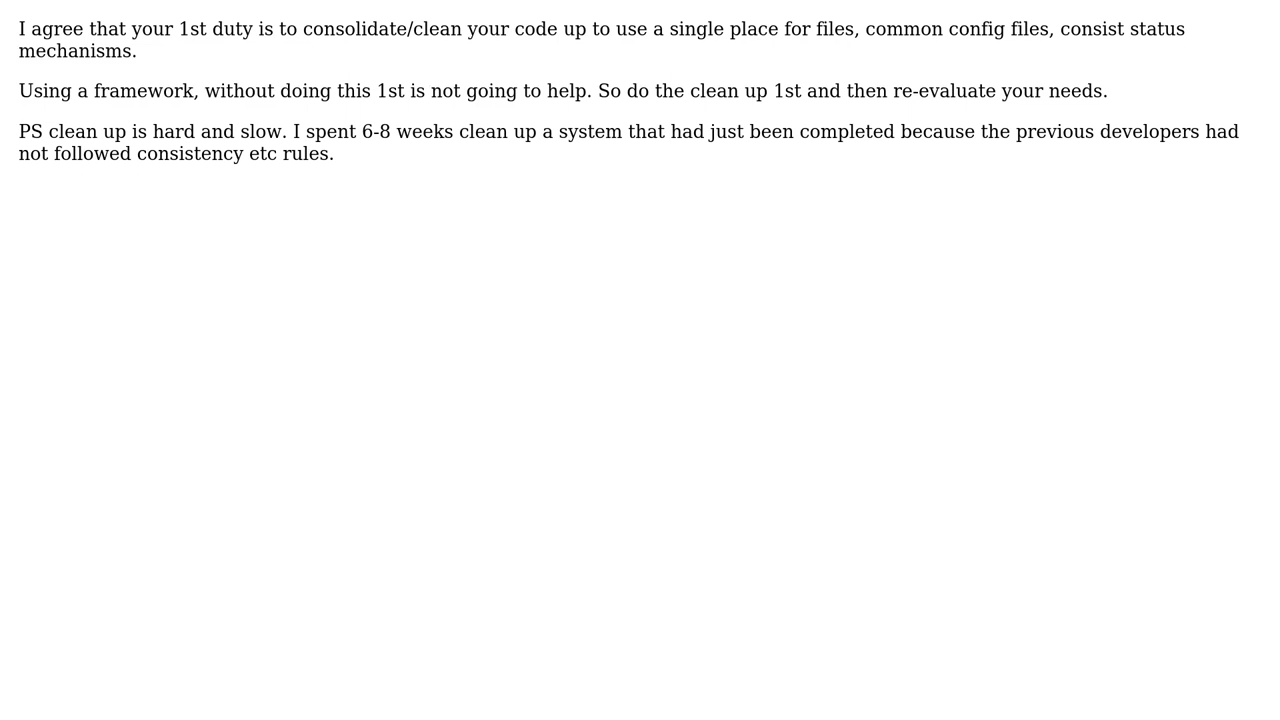 I agree that your 1st duty is to consolidate/clean your code up to use a single place for files, common config files, consist status
mechanisms.
Using a framework, without doing this 1st is not going to help. So do the clean up 1st and then re-evaluate your needs.
PS clean up is hard and slow. I spent 6-8 weeks clean up a system that had just been completed because the previous developers had
not followed consistency etc rules.